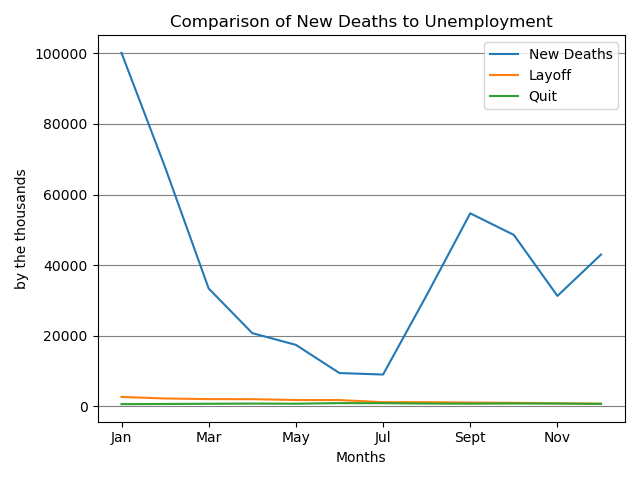 Comparison of New Deaths to Unemployment
New Deaths
Layoff
Quit
by the thousands
100000
80000
60000
40000
20000
0
Jan Mar May Jul Sept Nov
Months